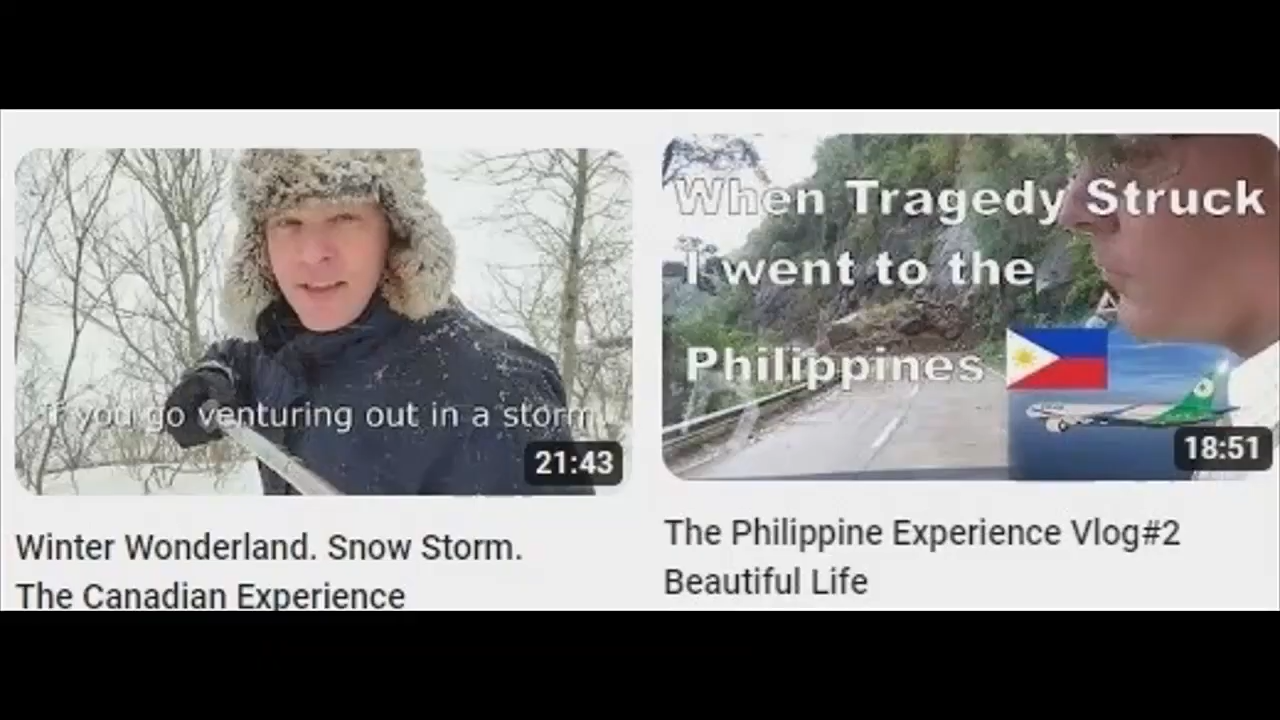 if you go venturing out in a storm
21:43
Winter Wonderland. Snow Storm.
The Canadian Experience
When Tragedy Struck
I went to the
Philippines
18:51
The Philippine Experience Vlog#2
Beautiful Life